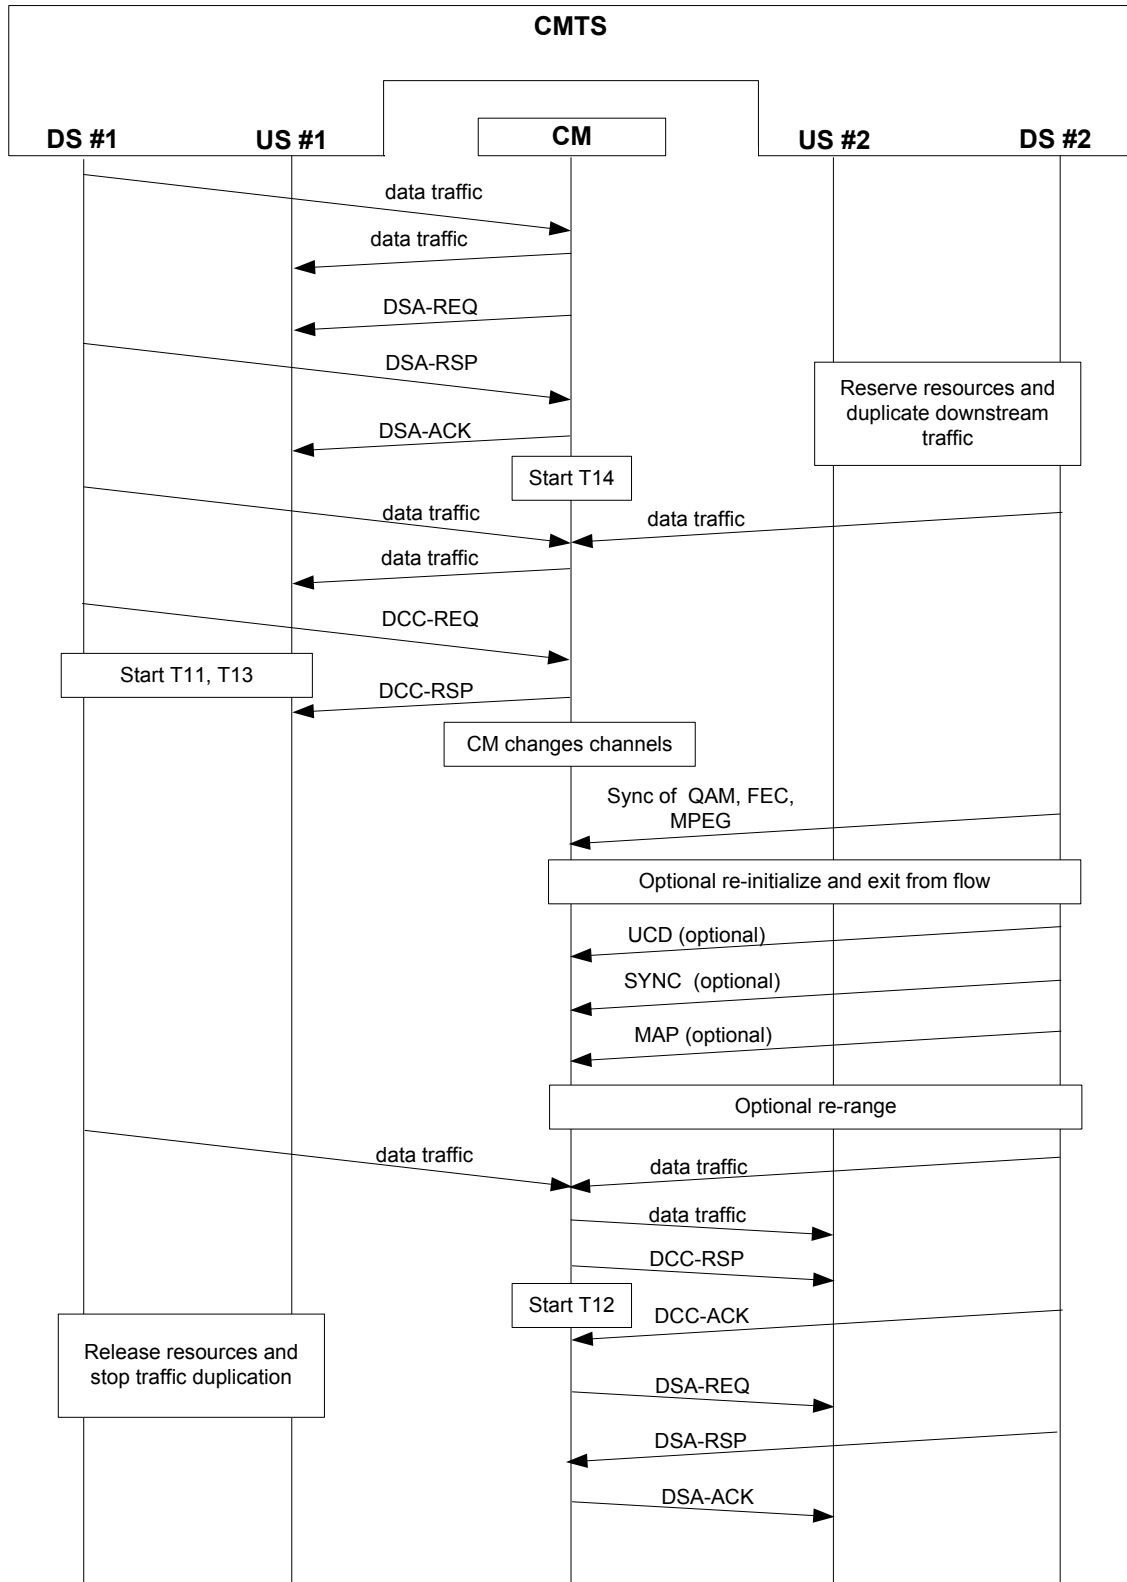 CMTS
DS #1
US #1
CM
US #2
DS #2
data traffic
data traffic
DSA-REQ
DSA-RSP
Reserve resources and
duplicate downstream
traffic
DSA-ACK
Start T14
data traffic
data traffic
data traffic
DCC-REQ
Start T11, T13
DCC-RSP
CM changes channels
Sync of QAM, FEC,
MPEG
Optional re-initialize and exit from flow
UCD (optional)
SYNC (optional)
MAP (optional)
Optional re-range
data traffic
data traffic
data traffic
DCC-RSP
Start T12
DCC-ACK
Release resources and
stop traffic duplication
DSA-REQ
DSA-RSP
DSA-ACK